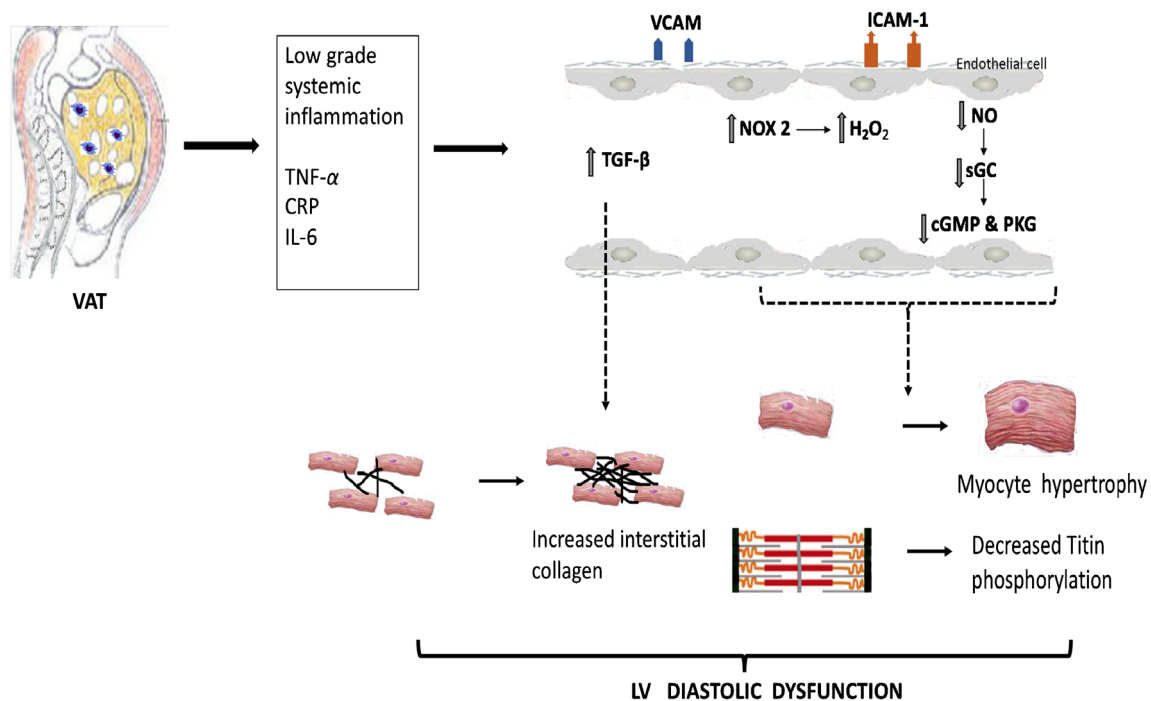 VAT
Low grade
systemic
inflammation
TNF-α
CRP
IL-6
VCAM
ICAM-1
Endothelial cell
TGF-β
NOX 2
H₂O₂
NO
sGC
cGMP & PKG
Myocyte hypertrophy
Increased interstitial
collagen
Decreased Titin
phosphorylation
LV DIASTOLIC DYSFUNCTION